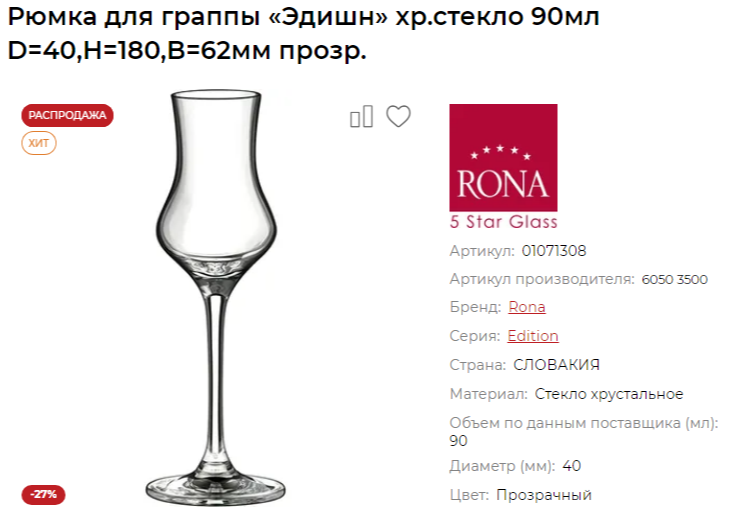 Рюмка для граппы «Эдишн» хр.стекло 90мл
D=40,H=180,B=62мм прозр.
РАСПРОДАЖА
ХИТ
RONA
5 Star Glass
Артикул: 01071308
Артикул производителя: 6050 3500
Бренд: Rona
Серия: Edition
Страна: СЛОВАКИЯ
Материал: Стекло хрустальное
Объем по данным поставщика (мл):
90
Диаметр (мм): 40
-27%
Цвет: Прозрачный